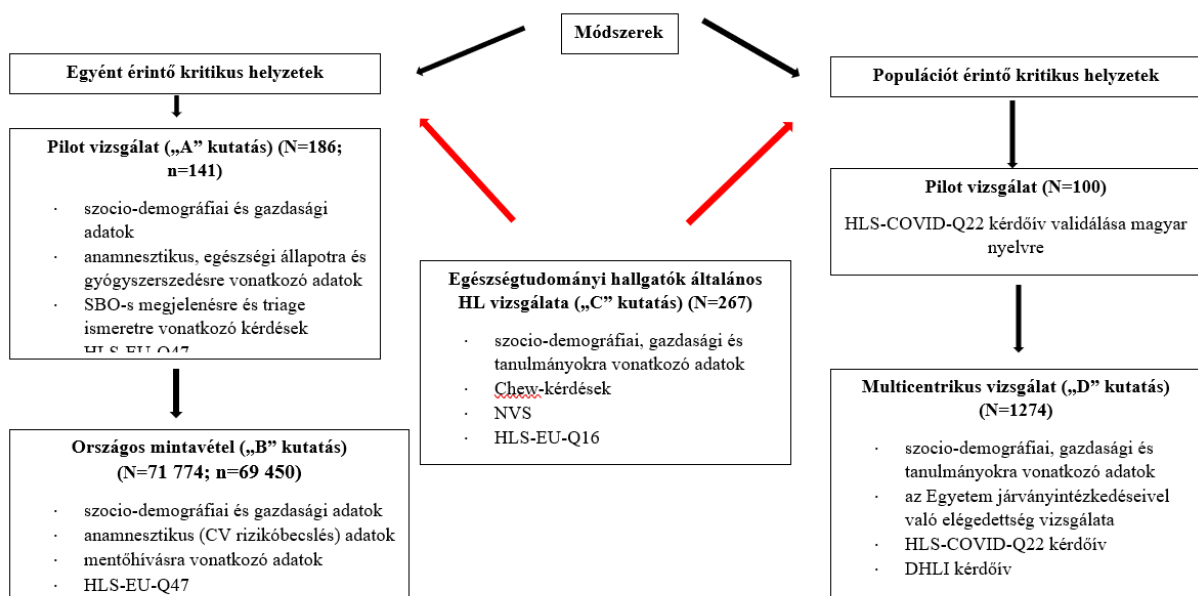 Módszerek
Egyént érintő kritikus helyzetek
Pilot vizsgálat („A” kutatás) (N=186;
n=141)
· szocio-demográfiai és gazdasági
adatok
· anamnesztikus, egészségi állapotra és
gyógyszerszedésre vonatkozó adatok
· SBO-s megjelenésre és triage
ismeretre vonatkozó kérdések
HLS-EU-Q47
Országos mintavétel („B” kutatás)
(N=71 774; n=69 450)
· szocio-demográfiai és gazdasági adatok
· anamnesztikus (CV rizikóbecslés) adatok
· mentőhívásra vonatkozó adatok
· HLS-EU-Q47
Egészségtudományi hallgatók általános
HL vizsgálata („C” kutatás) (N=267)
· szocio-demográfiai, gazdasági és
tanulmányokra vonatkozó adatok
· Chew-kérdések
· NVS
· HLS-EU-Q16
Populációt érintő kritikus helyzetek
Pilot vizsgálat (N=100)
HLS-COVID-Q22 kérdőív validálása magyar
nyelvre
Multicentrikus vizsgálat („D” kutatás)
(N=1274)
· szocio-demográfiai, gazdasági és
tanulmányokra vonatkozó adatok
· az Egyetem járványintézkedéseivel
való elégedettség vizsgálata
· HLS-COVID-Q22 kérdőív
· DHLI kérdőív